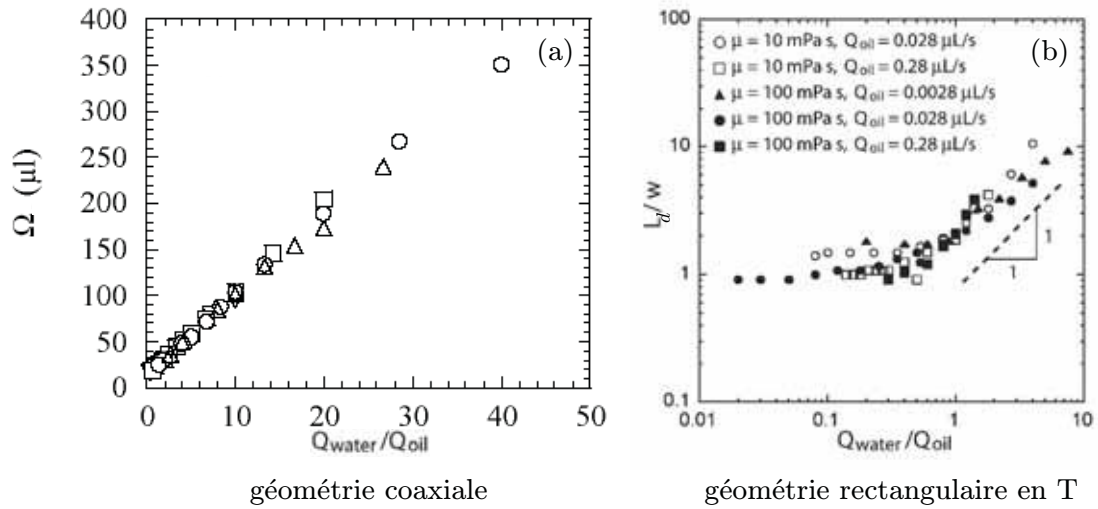 (a)
Ω (µl)
400
350
300
250
200
150
100
50
0
0
10
20
30
40
50
Qwater/Qoil
géométrie coaxiale
(b)
μ = 10 mPa s, Qoil = 0.028 μL/s
μ = 10 mPa s, Qoil = 0.28 μL/s
μ = 100 mPa s, Qoil = 0.0028 μL/s
μ = 100 mPa s, Qoil = 0.028 μL/s
μ = 100 mPa s, Qoil = 0.28 μL/s
Ld/w
100
10
1
0.1
1
1
0.01
0.1
1
10
Qwater/Qoil
géométrie rectangulaire en T